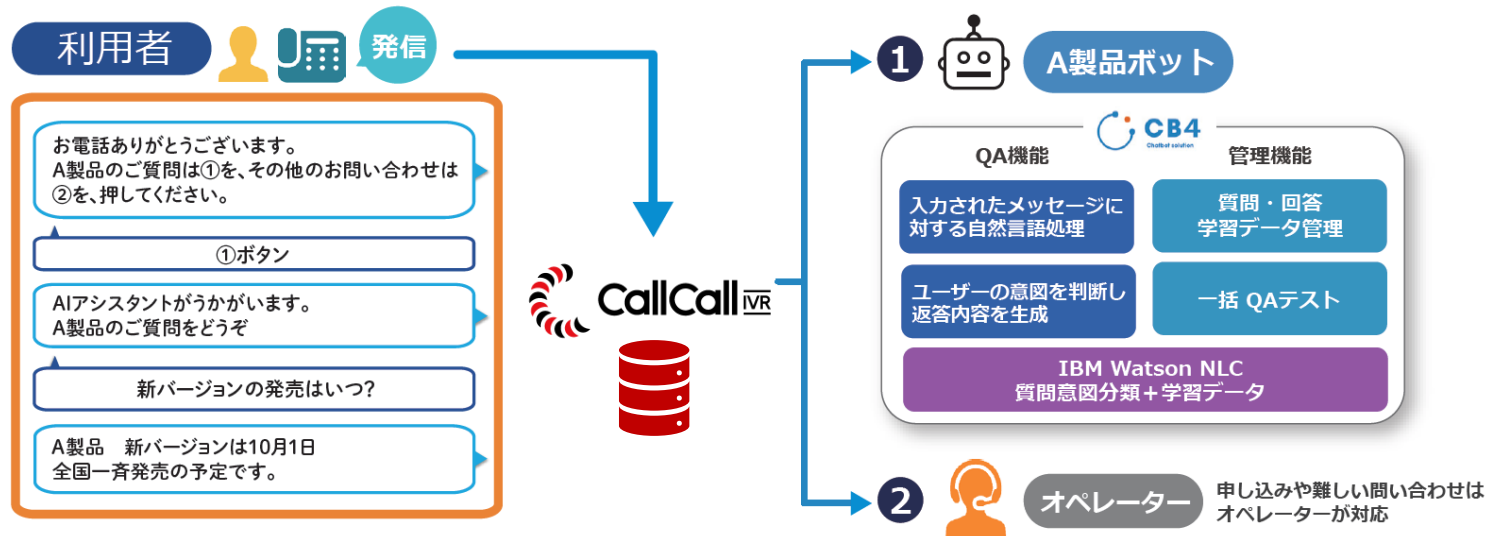 利用者
発信
お電話ありがとうございます。
A製品のご質問は①を、その他のお問い合わせは
②を、押してください。
①ボタン
AIアシスタントがうかがいます。
A製品のご質問をどうぞ
新バージョンの発売はいつ?
A製品　新バージョンは10月1日
全国一斉発売の予定です。
CallCall IVR
1
A製品ボット
CB4
Chatbot solution
QA機能
管理機能
入力されたメッセージに
対する自然言語処理
質問・回答
学習データ管理
ユーザーの意図を判断し
返答内容を生成
一括 QAテスト
IBM Watson NLC
質問意図分類+学習データ
2
オペレーター
申し込みや難しい問い合わせは
オペレーターが対応